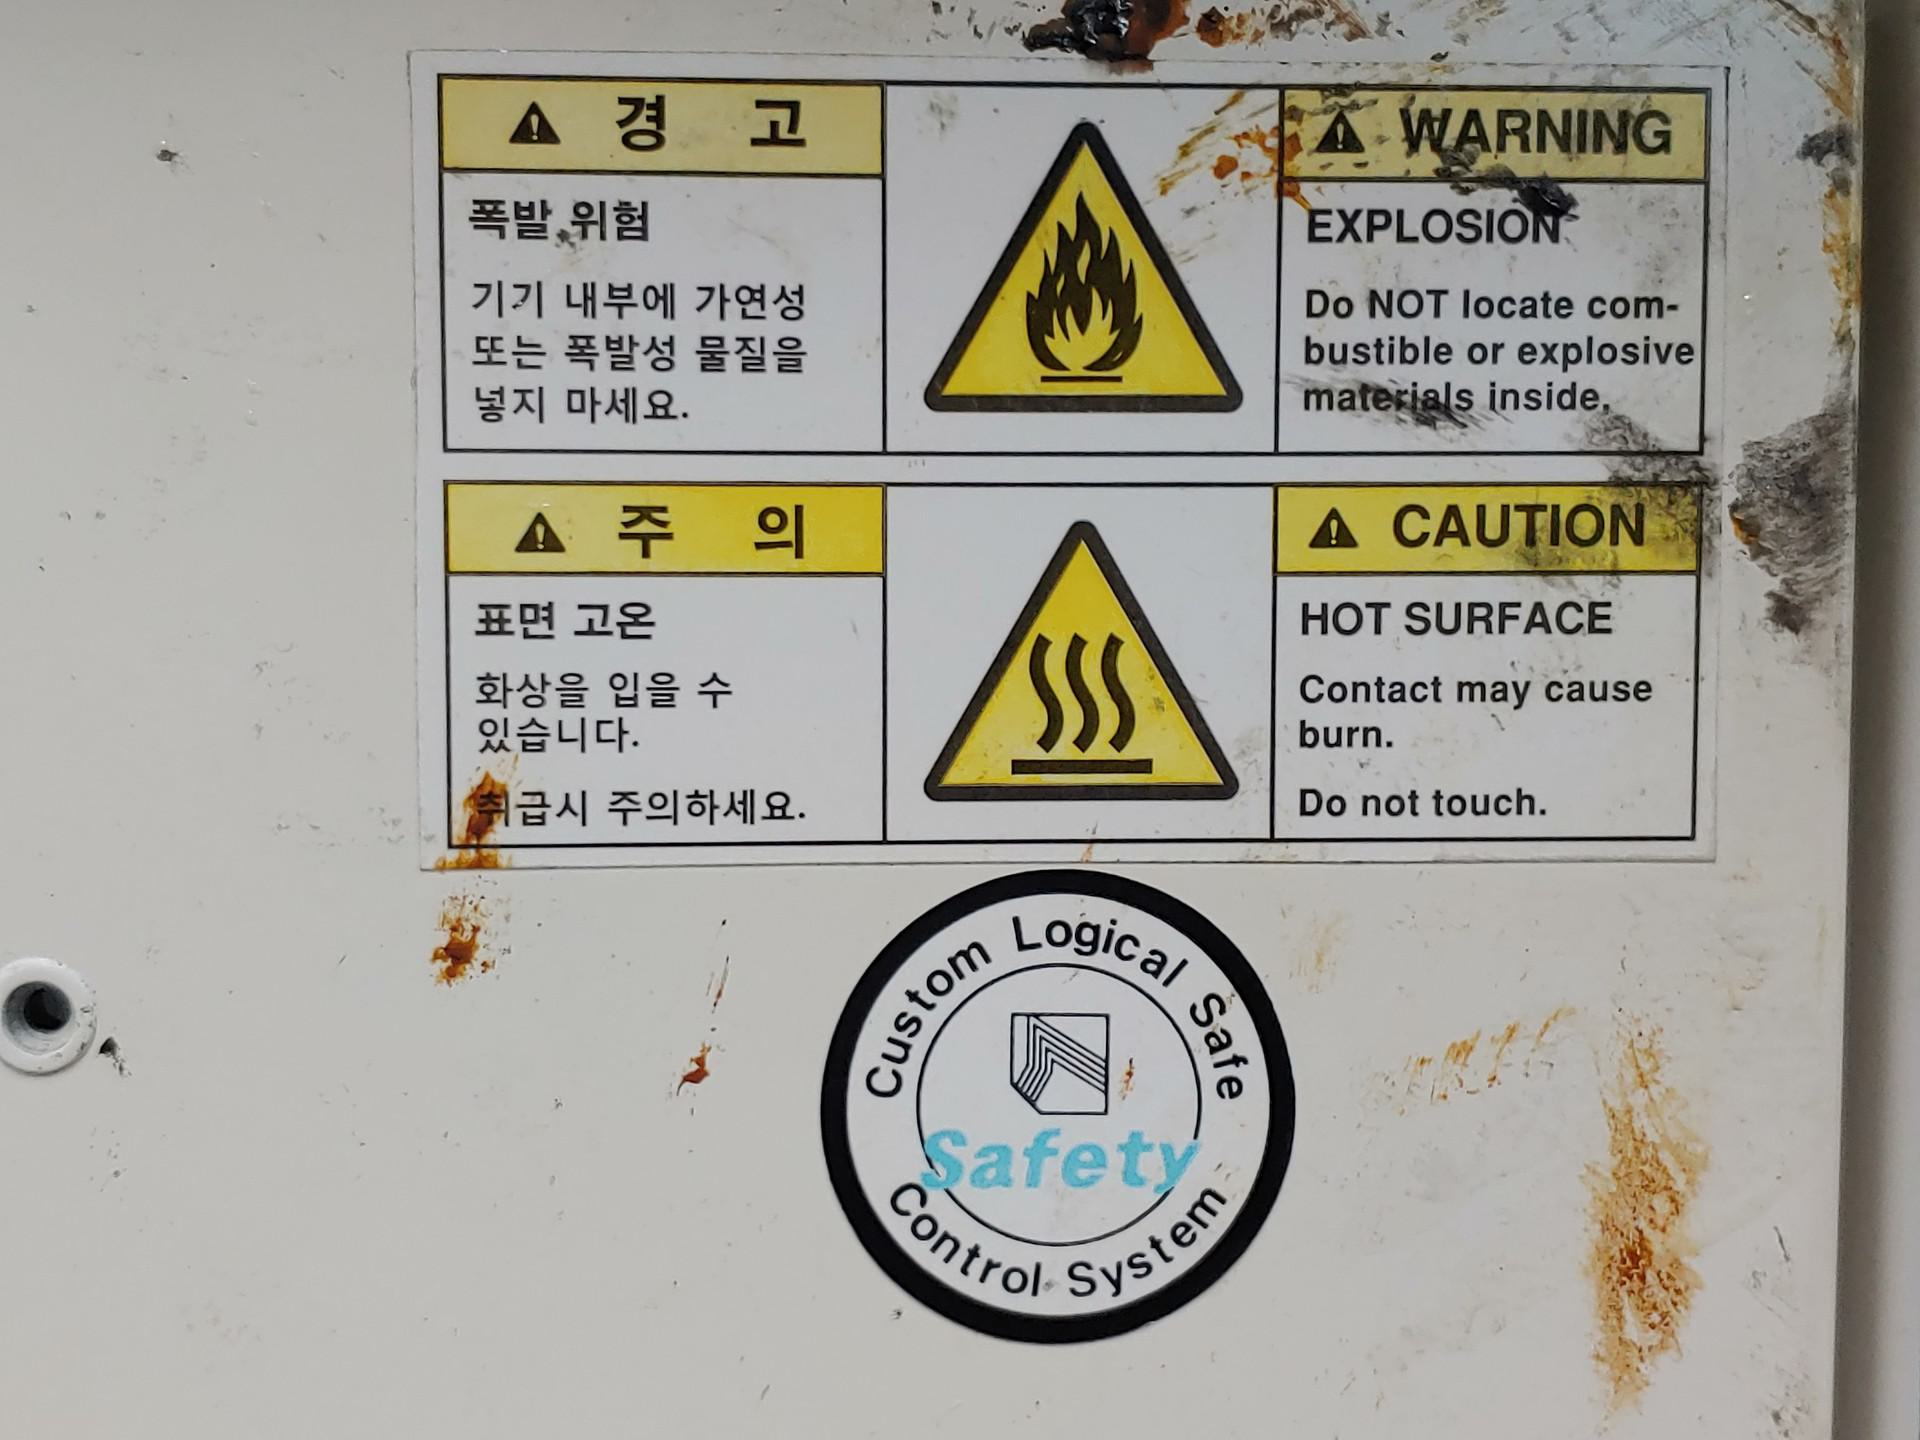 경 고
폭발 위험
기기 내부에 가연성
또는 폭발성 물질을
넣지 마세요.
WARNING
EXPLOSION
Do NOT locate com-
bustible or explosive
materials inside.
주 의
표면 고온
화상을 입을 수
있습니다.
취급시 주의하세요.
CAUTION
HOT SURFACE
Contact may cause
burn.
Do not touch.
Custom Logical Safe
Safety
Control System